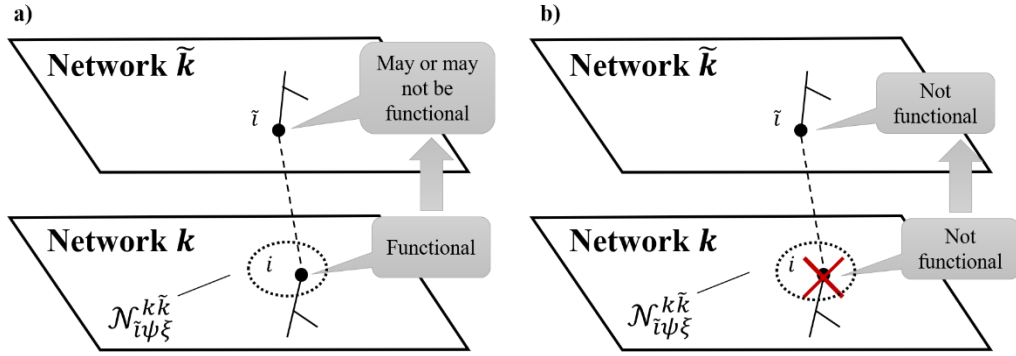 a)
Network k̃
May or may
not be
functional
ĩ
Network k
i
Functional
𝒩 ĩψξ kk̃
b)
Network k̃
Not
functional
ĩ
Network k
i
Not
functional
𝒩 ĩψξ kk̃